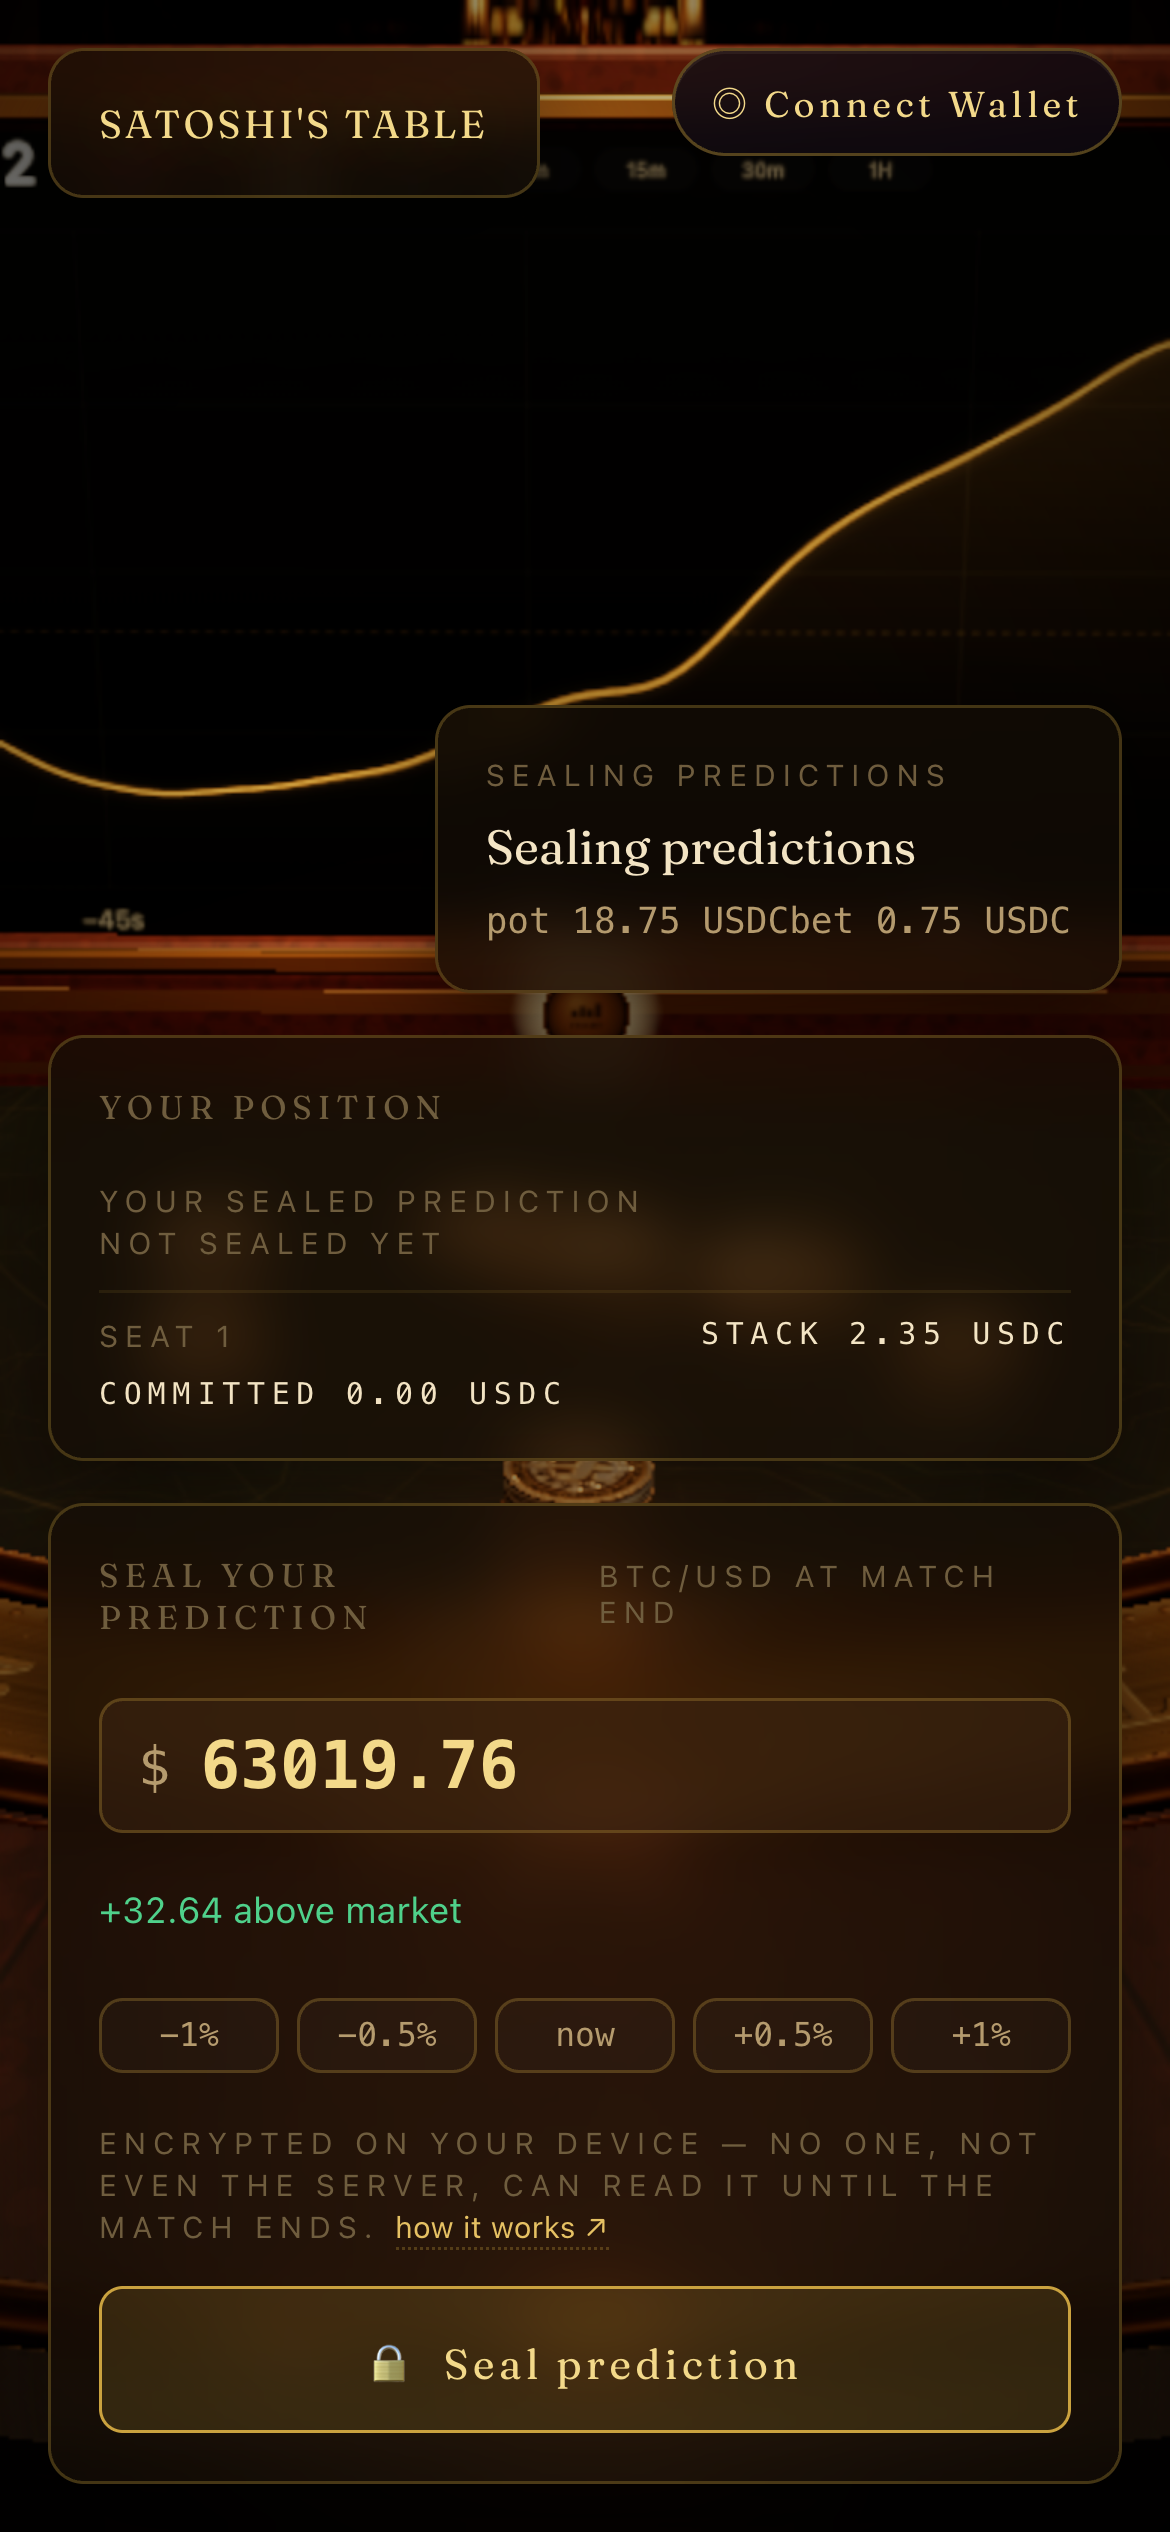 SATOSHI'S TABLE
◎ Connect Wallet
2
15m 30m 1H
SEALING PREDICTIONS
Sealing predictions
pot 18.75 USDCbet 0.75 USDC
−45s
YOUR POSITION
YOUR SEALED PREDICTION
NOT SEALED YET
SEAT 1
STACK 2.35 USDC
COMMITTED 0.00 USDC
SEAL YOUR
PREDICTION
BTC/USD AT MATCH
END
$ 63019.76
+32.64 above market
−1% −0.5% now +0.5% +1%
ENCRYPTED ON YOUR DEVICE — NO ONE, NOT
EVEN THE SERVER, CAN READ IT UNTIL THE
MATCH ENDS. how it works ↗
🔒 Seal prediction